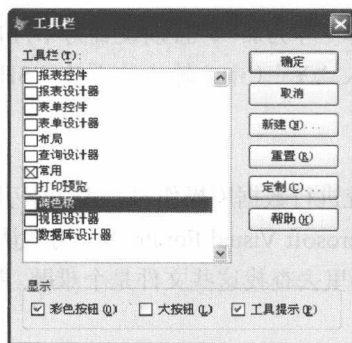 工具栏
工具栏(T):
报表控件
报表设计器
表单控件
表单设计器
布局
查询设计器
常用
打印预览
调色板
视图设计器
数据库设计器
确定
取消
新建(N)...
重置(R)
定制(C)...
帮助(H)
显示
彩色按钮(O)
大按钮(L)
工具提示(P)